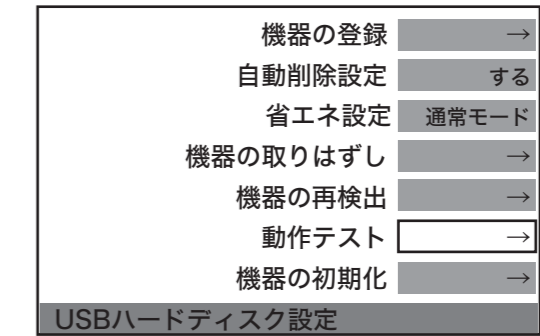 機器の登録 →
自動削除設定 する
省エネ設定 通常モード
機器の取りはずし →
機器の再検出 →
動作テスト →
機器の初期化 →
USBハードディスク設定